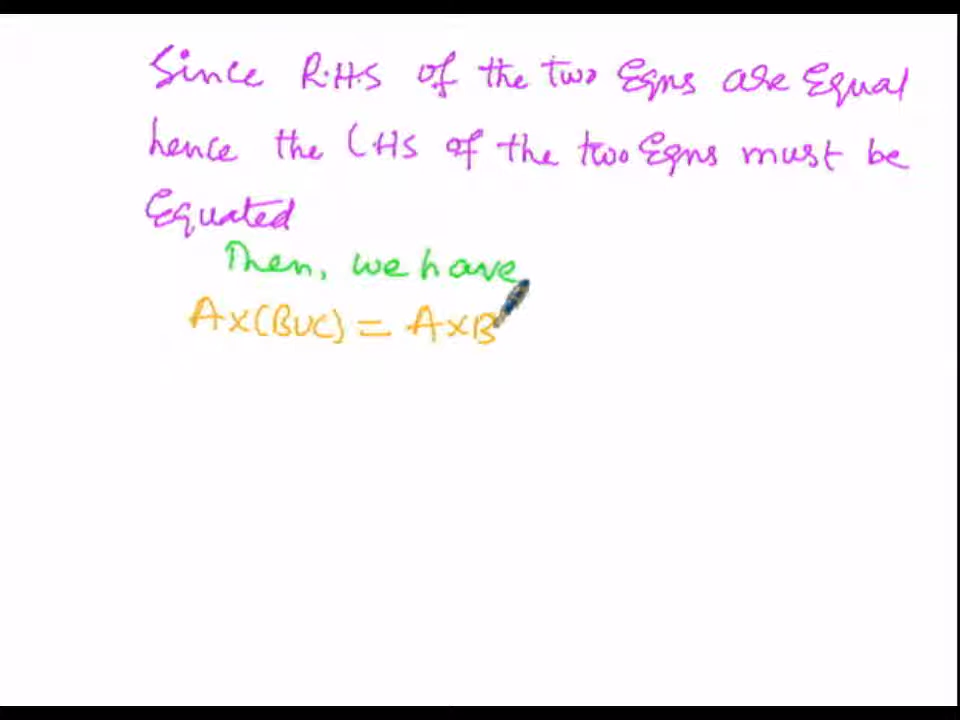 Since R.H.S of the two Eqns are Equal
hence the LHS of the two Eqns must be
Equated
Then, we have
A×(B∪C) = A×B